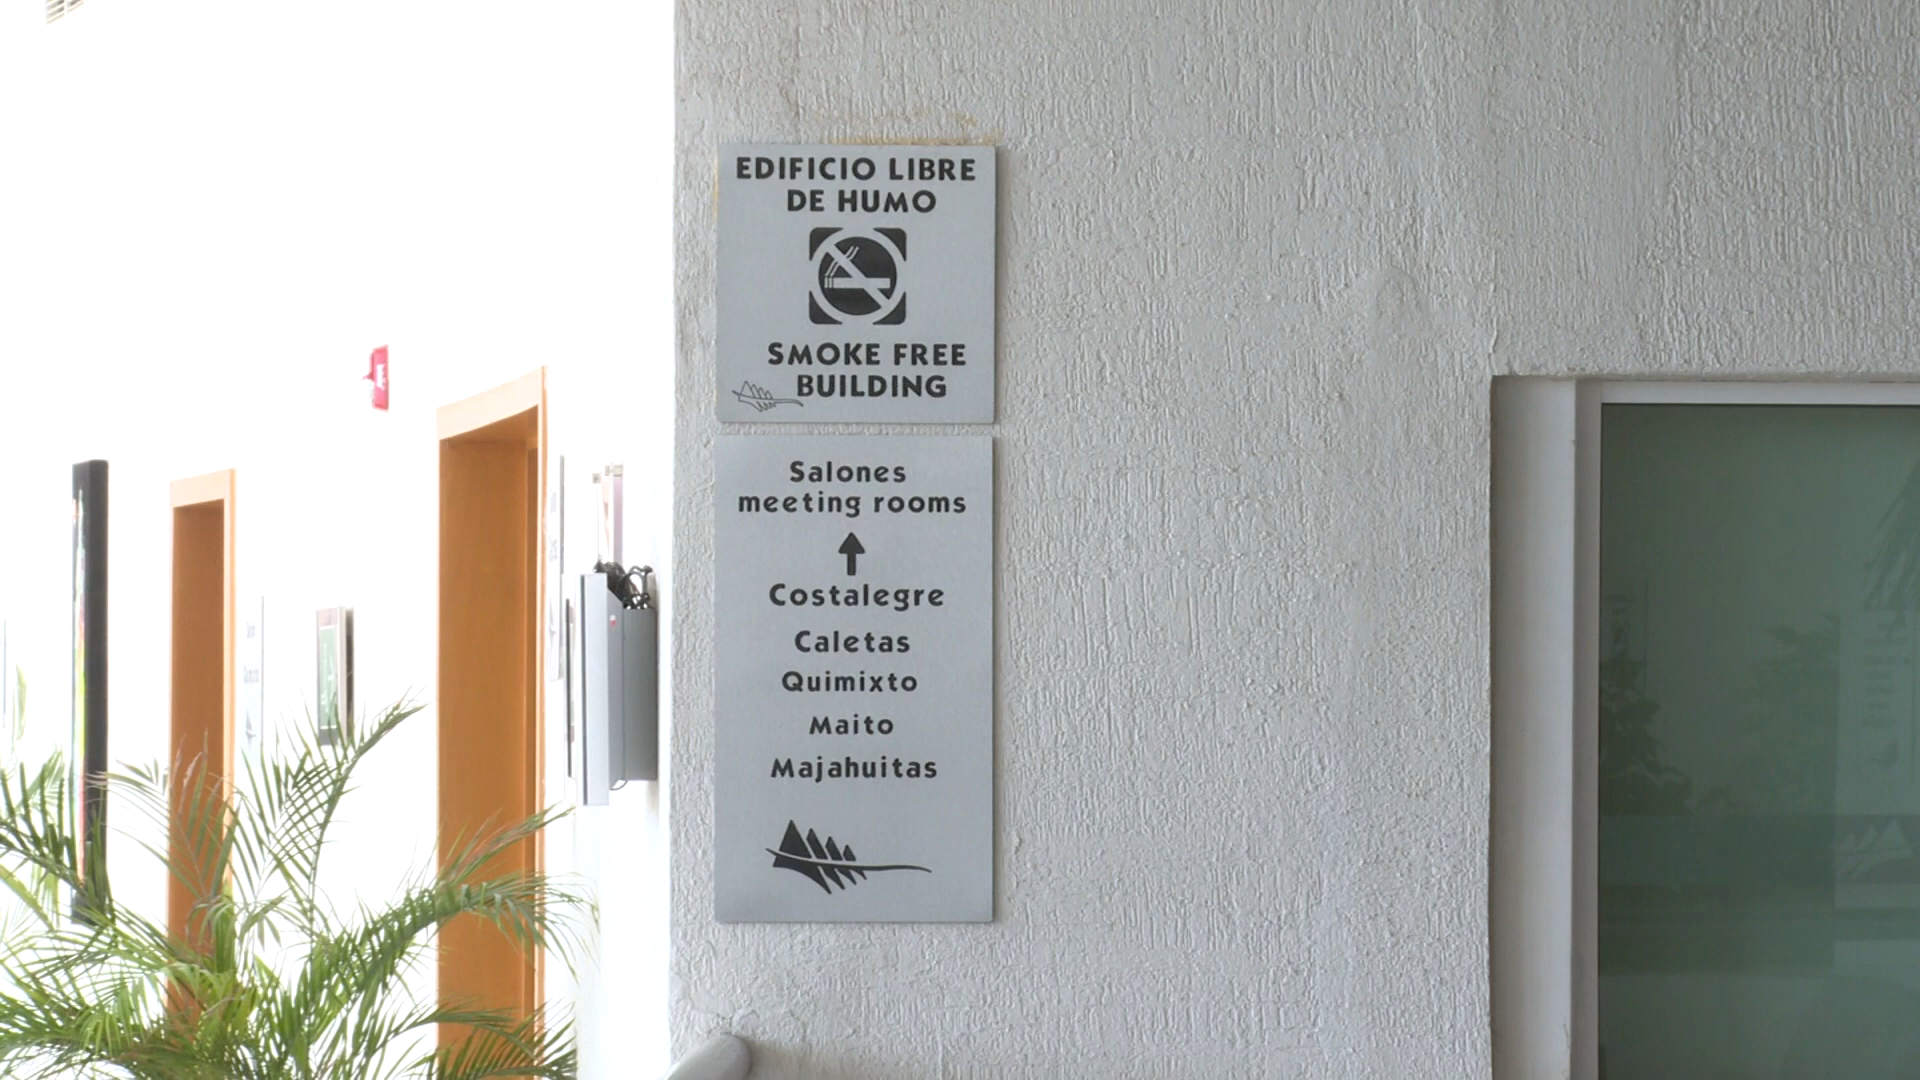 EDIFICIO LIBRE
DE HUMO
SMOKE FREE
BUILDING
Salones
meeting rooms
Costalegre
Caletas
Quimixto
Maito
Majahuitas